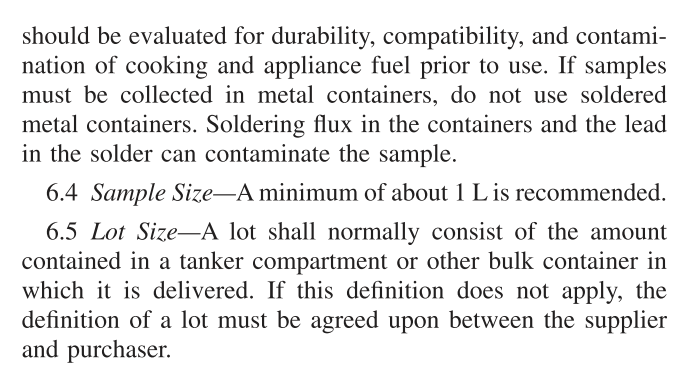 should be evaluated for durability, compatibility, and contami-
nation of cooking and appliance fuel prior to use. If samples
must be collected in metal containers, do not use soldered
metal containers. Soldering flux in the containers and the lead
in the solder can contaminate the sample.
6.4 Sample Size—A minimum of about 1 L is recommended.
6.5 Lot Size—A lot shall normally consist of the amount
contained in a tanker compartment or other bulk container in
which it is delivered. If this definition does not apply, the
definition of a lot must be agreed upon between the supplier
and purchaser.